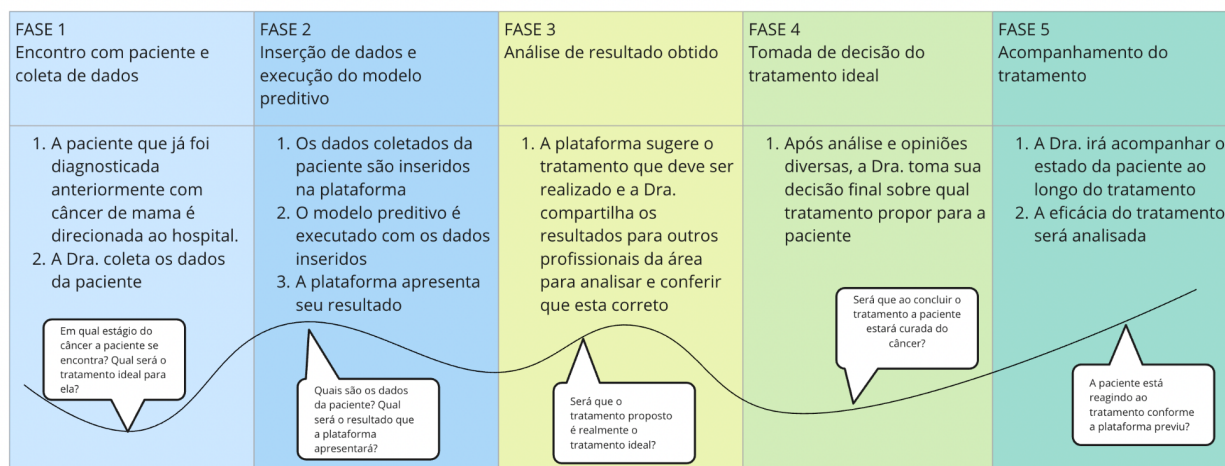 FASE 1
Encontro com paciente e
coleta de dados
FASE 2
Inserção de dados e
execução do modelo
preditivo
FASE 3
Análise de resultado obtido
FASE 4
Tomada de decisão do
tratamento ideal
FASE 5
Acompanhamento do
tratamento
1. A paciente que já foi
diagnosticada
anteriormente com
câncer de mama é
direcionada ao hospital.
2. A Dra. coleta os dados
da paciente
1. Os dados coletados da
paciente são inseridos
na plataforma
2. O modelo preditivo é
executado com os dados
inseridos
3. A plataforma apresenta
seu resultado
1. A plataforma sugere o
tratamento que deve ser
realizado e a Dra.
compartilha os
resultados para outros
profissionais da área
para analisar e conferir
que esta correto
1. Após análise e opiniões
diversas, a Dra. toma sua
decisão final sobre qual
tratamento propor para a
paciente
1. A Dra. irá acompanhar o
estado da paciente ao
longo do tratamento
2. A eficácia do tratamento
será analisada
Em qual estágio do
câncer a paciente se
encontra? Qual será o
tratamento ideal para
ela?
Quais são os dados
da paciente? Qual
será o resultado que
a plataforma
apresentará?
Será que o
tratamento proposto
é realmente o
tratamento ideal?
Será que ao concluir o
tratamento a paciente
estará curada do
câncer?
A paciente está
reagindo ao
tratamento conforme
a plataforma previu?